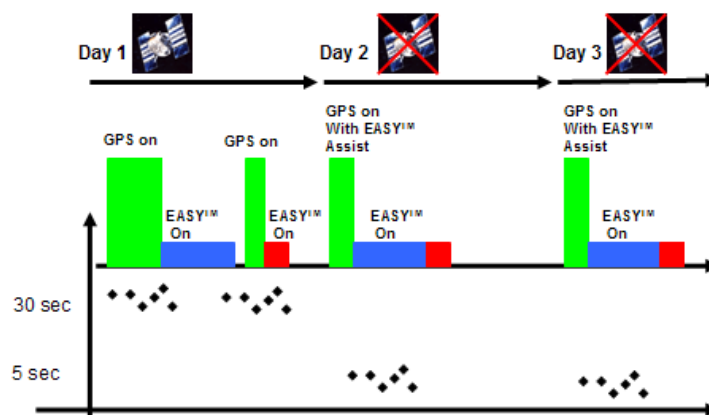 Day 1
Day 2
Day 3
GPS on
GPS on
GPS on
With EASY™
Assist
GPS on
With EASY™
Assist
EASY™
On
EASY™
On
EASY™
On
EASY™
On
30 sec
5 sec